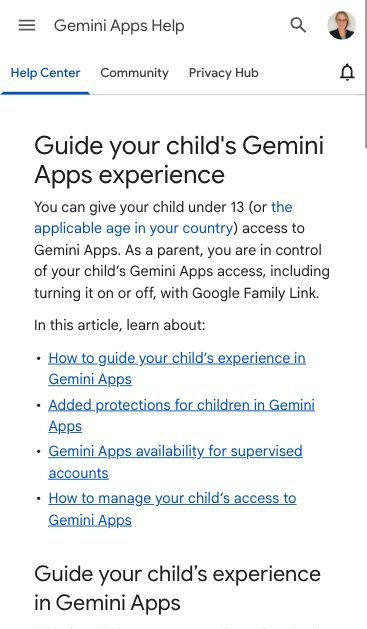 Gemini Apps Help
Help Center Community Privacy Hub
Guide your child's Gemini
Apps experience
You can give your child under 13 (or the
applicable age in your country) access to
Gemini Apps. As a parent, you are in control
of your child's Gemini Apps access, including
turning it on or off, with Google Family Link.
In this article, learn about:
• How to guide your child's experience in
Gemini Apps
• Added protections for children in Gemini
Apps
• Gemini Apps availability for supervised
accounts
• How to manage your child's access to
Gemini Apps
Guide your child's experience
in Gemini Apps